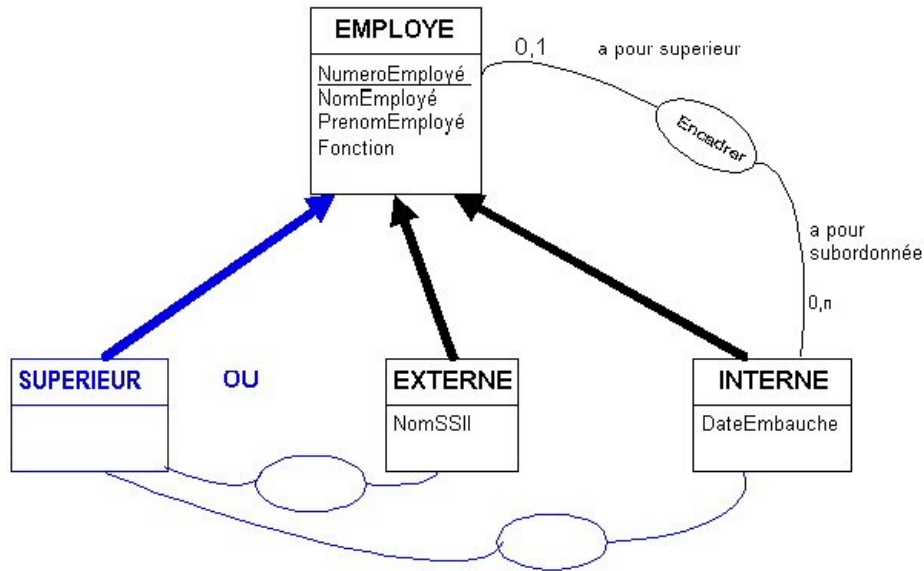 EMPLOYE
NumeroEmployé
NomEmployé
PrenomEmployé
Fonction
0,1
a pour superieur
Encadrer
a pour
subordonnée
0,n
SUPERIEUR
OU
EXTERNE
NomSSII
INTERNE
DateEmbauche